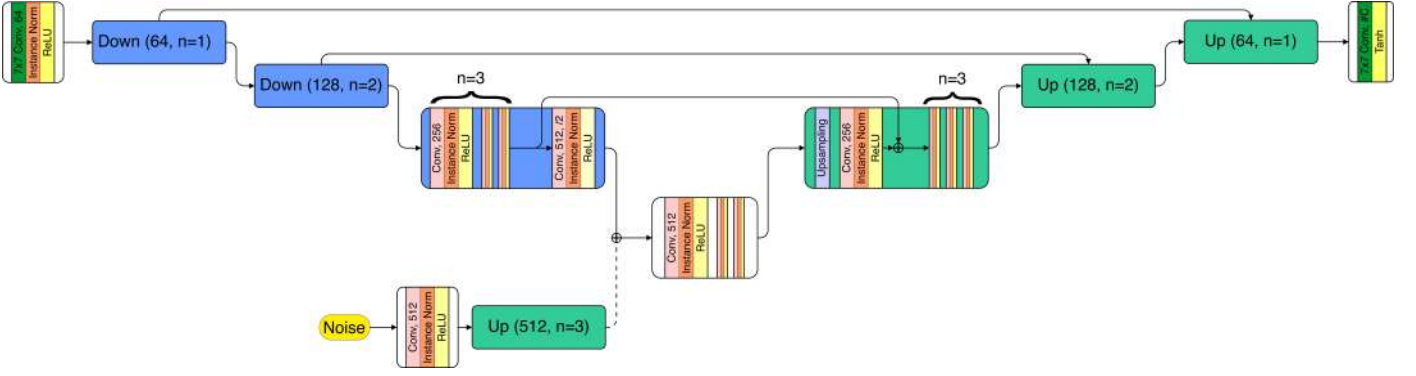 7x7 Conv, 64
Instance Norm
ReLU
Down (64, n=1)
Down (128, n=2)
n=3
Conv, 256
Instance Norm
ReLU
Conv, 512, /2
Instance Norm
ReLU
Noise
Conv, 512
Instance Norm
ReLU
Up (512, n=3)
Conv, 512
Instance Norm
ReLU
Upsampling
Conv, 256
Instance Norm
ReLU
n=3
Up (128, n=2)
Up (64, n=1)
7x7 Conv. #C
Tanh